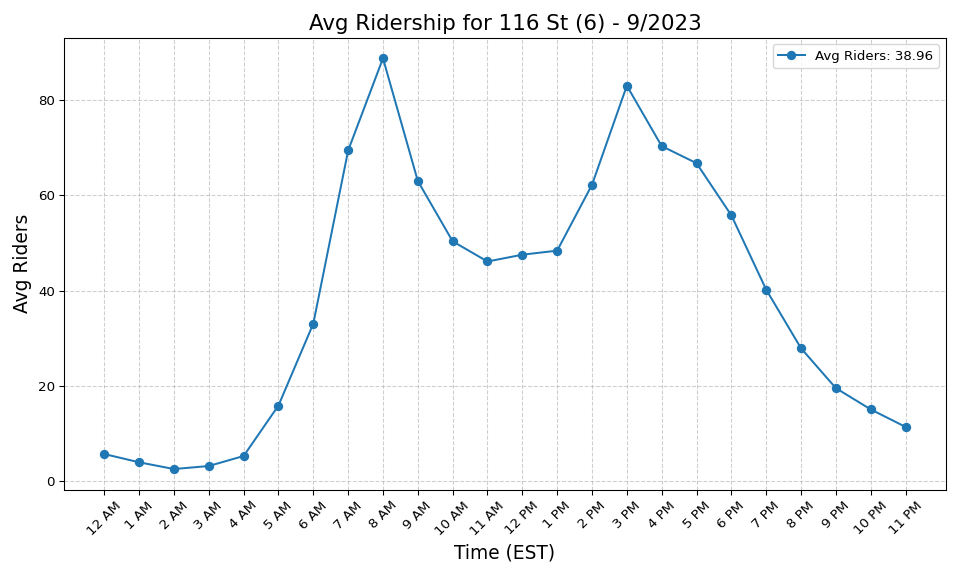 Avg Ridership for 116 St (6) - 9/2023
Avg Riders: 38.96
Avg Riders
80
60
40
20
0
12 AM
1 AM
2 AM
3 AM
4 AM
5 AM
6 AM
7 AM
8 AM
9 AM
10 AM
11 AM
12 PM
1 PM
2 PM
3 PM
4 PM
5 PM
6 PM
7 PM
8 PM
9 PM
10 PM
11 PM
Time (EST)